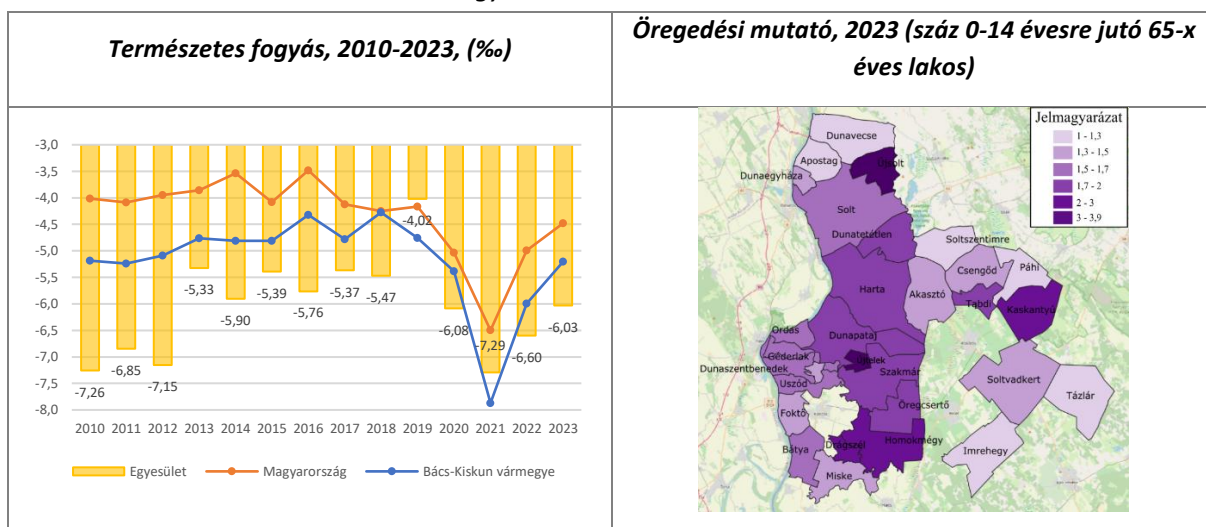 Természetes fogyás, 2010-2023, (‰)
Öregedési mutató, 2023 (száz 0-14 évesre jutó 65-x
éves lakos)
-3,0
-3,5
-4,0
-4,5
-5,0
-5,5
-6,0
-6,5
-7,0
-7,5
-8,0
-7,26
-6,85
-7,15
-5,33
-5,90
-5,39
-5,76
-5,37
-5,47
-4,02
-6,08
-7,29
-6,60
-6,03
2010 2011 2012 2013 2014 2015 2016 2017 2018 2019 2020 2021 2022 2023
Egyesület Magyarország Bács-Kiskun vármegye
Jelmagyarázat
1 - 1,3
1,3 - 1,5
1,5 - 1,7
1,7 - 2
2 - 3
3 - 3,9
Dunavecse
Apostag
Dunaegyháza
Solt
Dunatetétlen
Soltszentimre
Csengőd
Páhi
Harta
Akasztó
Tabdi
Kaskantyú
Ordas
Dunapataj
Géderlak
Dunaszentbenedek
Szakmár
Uszód
Soltvadkert
Tázlár
Foktő
Öregcsertő
Drágszél
Homokmégy
Bátya
Imrehegy
Miske